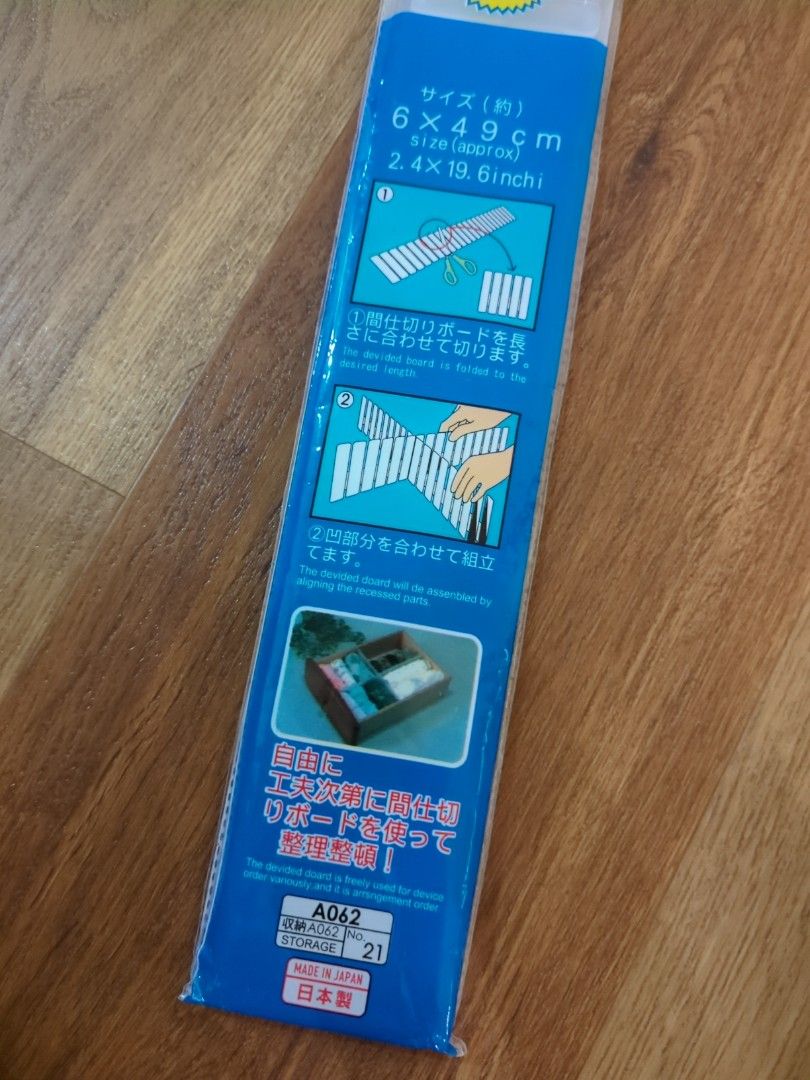 サイズ(約)
6×49cm
size(approx)
2.4×19.6inchi
①
①間仕切りボードを長
さに合わせて切ります。
The devided board is folded to the
desired length.
②
②凹部分を合わせて組立
てます。
The devided doard will de assenbled by
aligning the recessed parts.
自由に
工夫次第に間仕切
りボードを使って
整理整頓!
The devided doard is freely used for device
order vanously,and it is arrsngement order
A062
収納A062
STORAGE
No.
21
MADE IN JAPAN
日本製